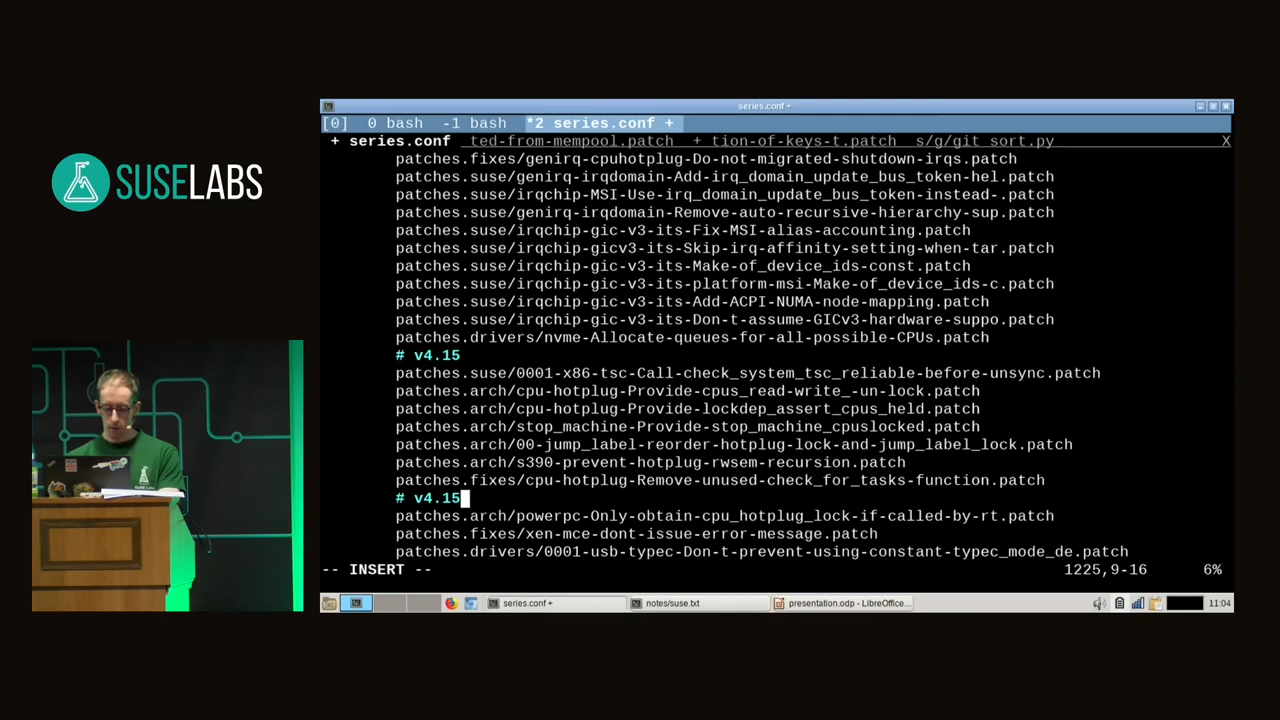 SUSELABS
series.conf +
[0] 0 bash -1 bash *2 series.conf +
+ series.conf ted-from-mempool.patch + tion-of-keys-t.patch s/g/git_sort.py X
patches.fixes/genirq-cpuhotplug-Do-not-migrated-shutdown-irqs.patch
patches.suse/genirq-irqdomain-Add-irq_domain_update_bus_token-hel.patch
patches.suse/irqchip-MSI-Use-irq_domain_update_bus_token-instead-.patch
patches.suse/genirq-irqdomain-Remove-auto-recursive-hierarchy-sup.patch
patches.suse/irqchip-gic-v3-its-Fix-MSI-alias-accounting.patch
patches.suse/irqchip-gicv3-its-Skip-irq-affinity-setting-when-tar.patch
patches.suse/irqchip-gic-v3-its-Make-of_device_ids-const.patch
patches.suse/irqchip-gic-v3-its-platform-msi-Make-of_device_ids-c.patch
patches.suse/irqchip-gic-v3-its-Add-ACPI-NUMA-node-mapping.patch
patches.suse/irqchip-gic-v3-its-Don-t-assume-GICv3-hardware-suppo.patch
patches.drivers/nvme-Allocate-queues-for-all-possible-CPUs.patch
# v4.15
patches.suse/0001-x86-tsc-Call-check_system_tsc_reliable-before-unsync.patch
patches.arch/cpu-hotplug-Provide-cpus_read-write_-un-lock.patch
patches.arch/cpu-hotplug-Provide-lockdep_assert_cpus_held.patch
patches.arch/stop_machine-Provide-stop_machine_cpuslocked.patch
patches.arch/00-jump_label-reorder-hotplug-lock-and-jump_label_lock.patch
patches.arch/s390-prevent-hotplug-rwsem-recursion.patch
patches.fixes/cpu-hotplug-Remove-unused-check_for_tasks-function.patch
# v4.15
patches.arch/powerpc-Only-obtain-cpu_hotplug_lock-if-called-by-rt.patch
patches.fixes/xen-mce-dont-issue-error-message.patch
patches.drivers/0001-usb-typec-Don-t-prevent-using-constant-typec_mode_de.patch
-- INSERT -- 1225,9-16 6%
series.conf + notes/suse.txt presentation.odp - LibreOffice... 11:04